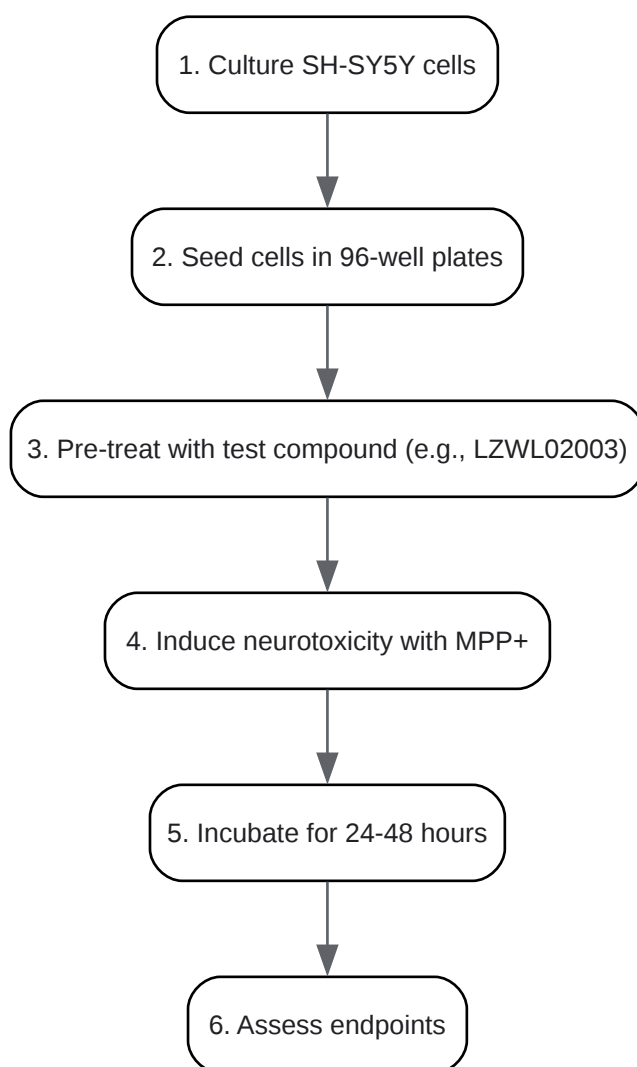 1. Culture SH-SY5Y cells
2. Seed cells in 96-well plates
3. Pre-treat with test compound (e.g., LZWL02003)
4. Induce neurotoxicity with MPP+
5. Incubate for 24-48 hours
6. Assess endpoints